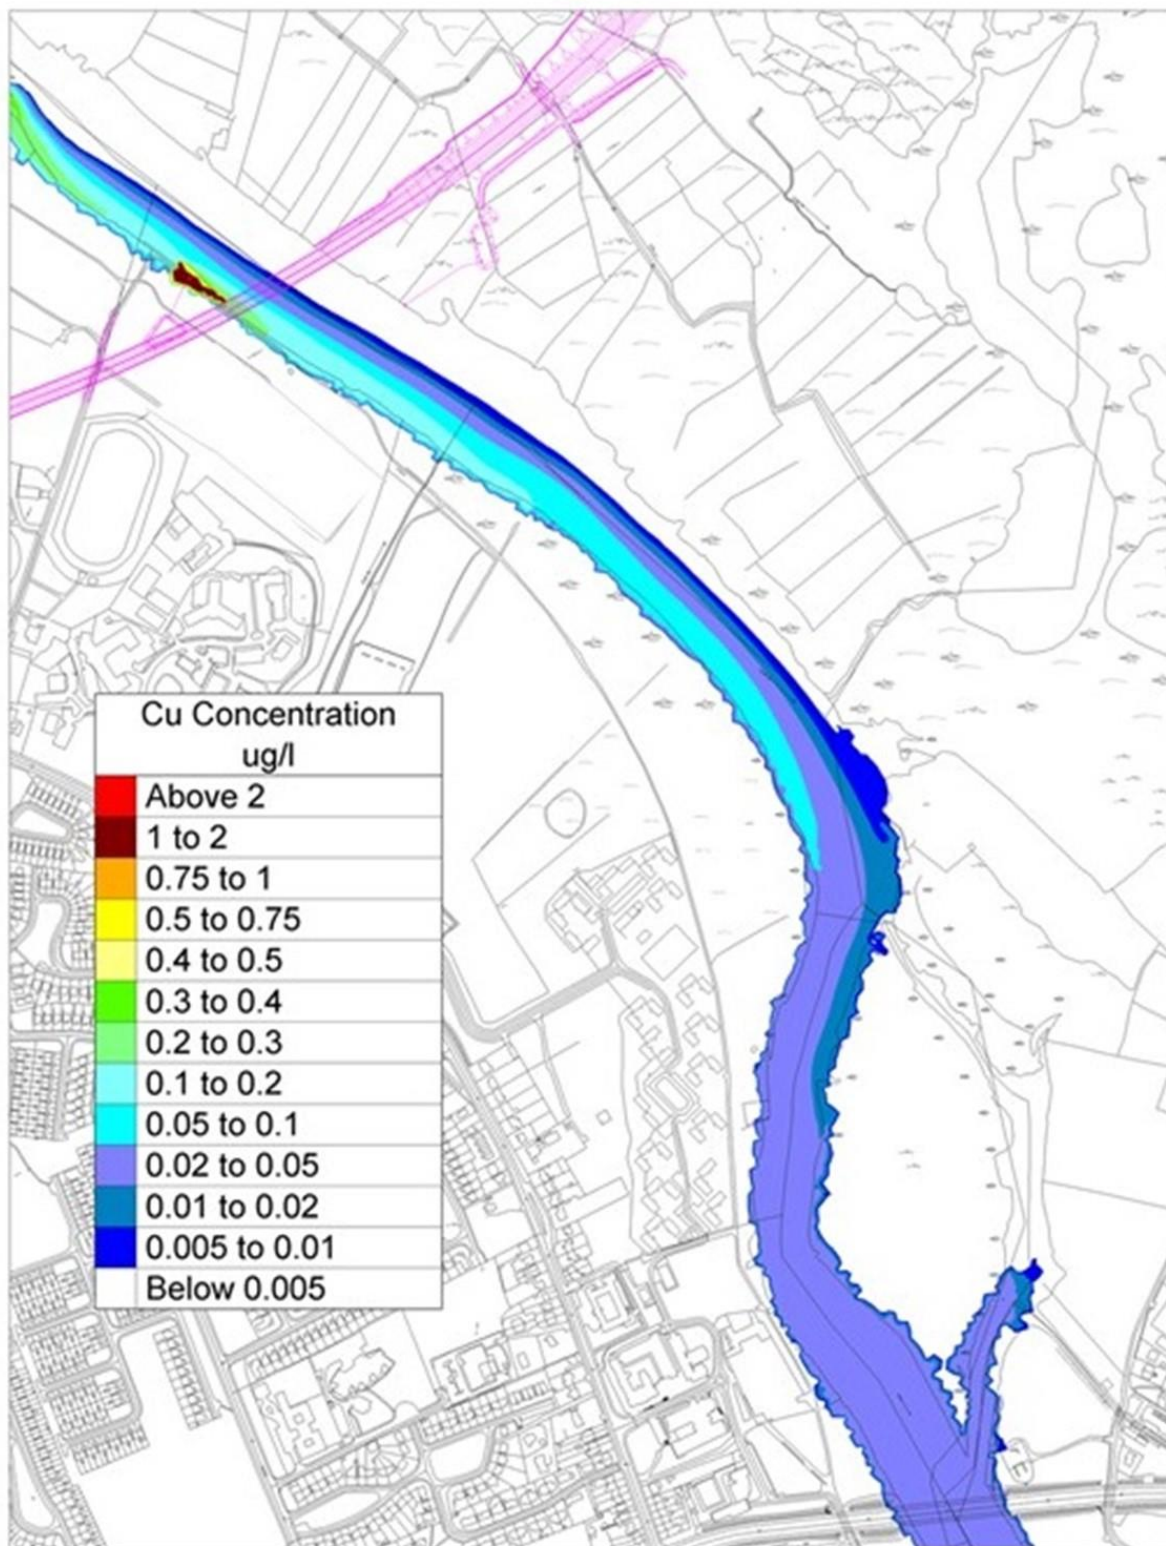 Cu Concentration
ug/l
Above 2
1 to 2
0.75 to 1
0.5 to 0.75
0.4 to 0.5
0.3 to 0.4
0.2 to 0.3
0.1 to 0.2
0.05 to 0.1
0.02 to 0.05
0.01 to 0.02
0.005 to 0.01
Below 0.005